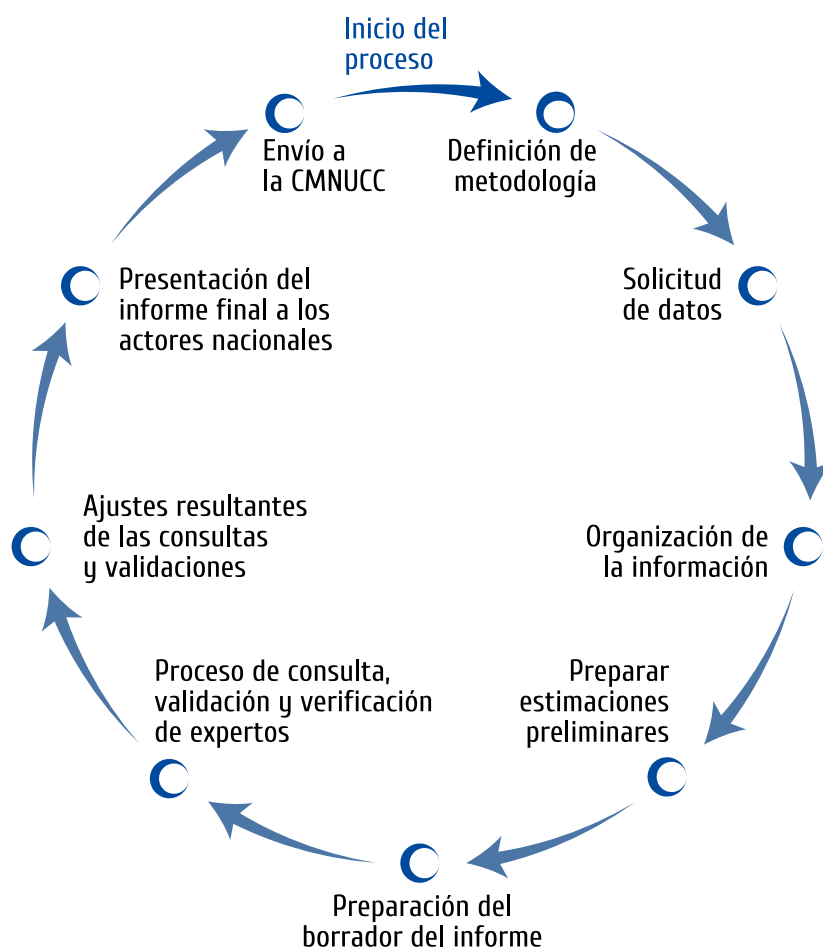 Inicio del
proceso
Definición de
metodología
Solicitud
de datos
Organización de
la información
Preparar
estimaciones
preliminares
Preparación del
borrador del informe
Proceso de consulta,
validación y verificación
de expertos
Ajustes resultantes
de las consultas
y validaciones
Presentación del
informe final a los
actores nacionales
Envío a
la CMNUCC